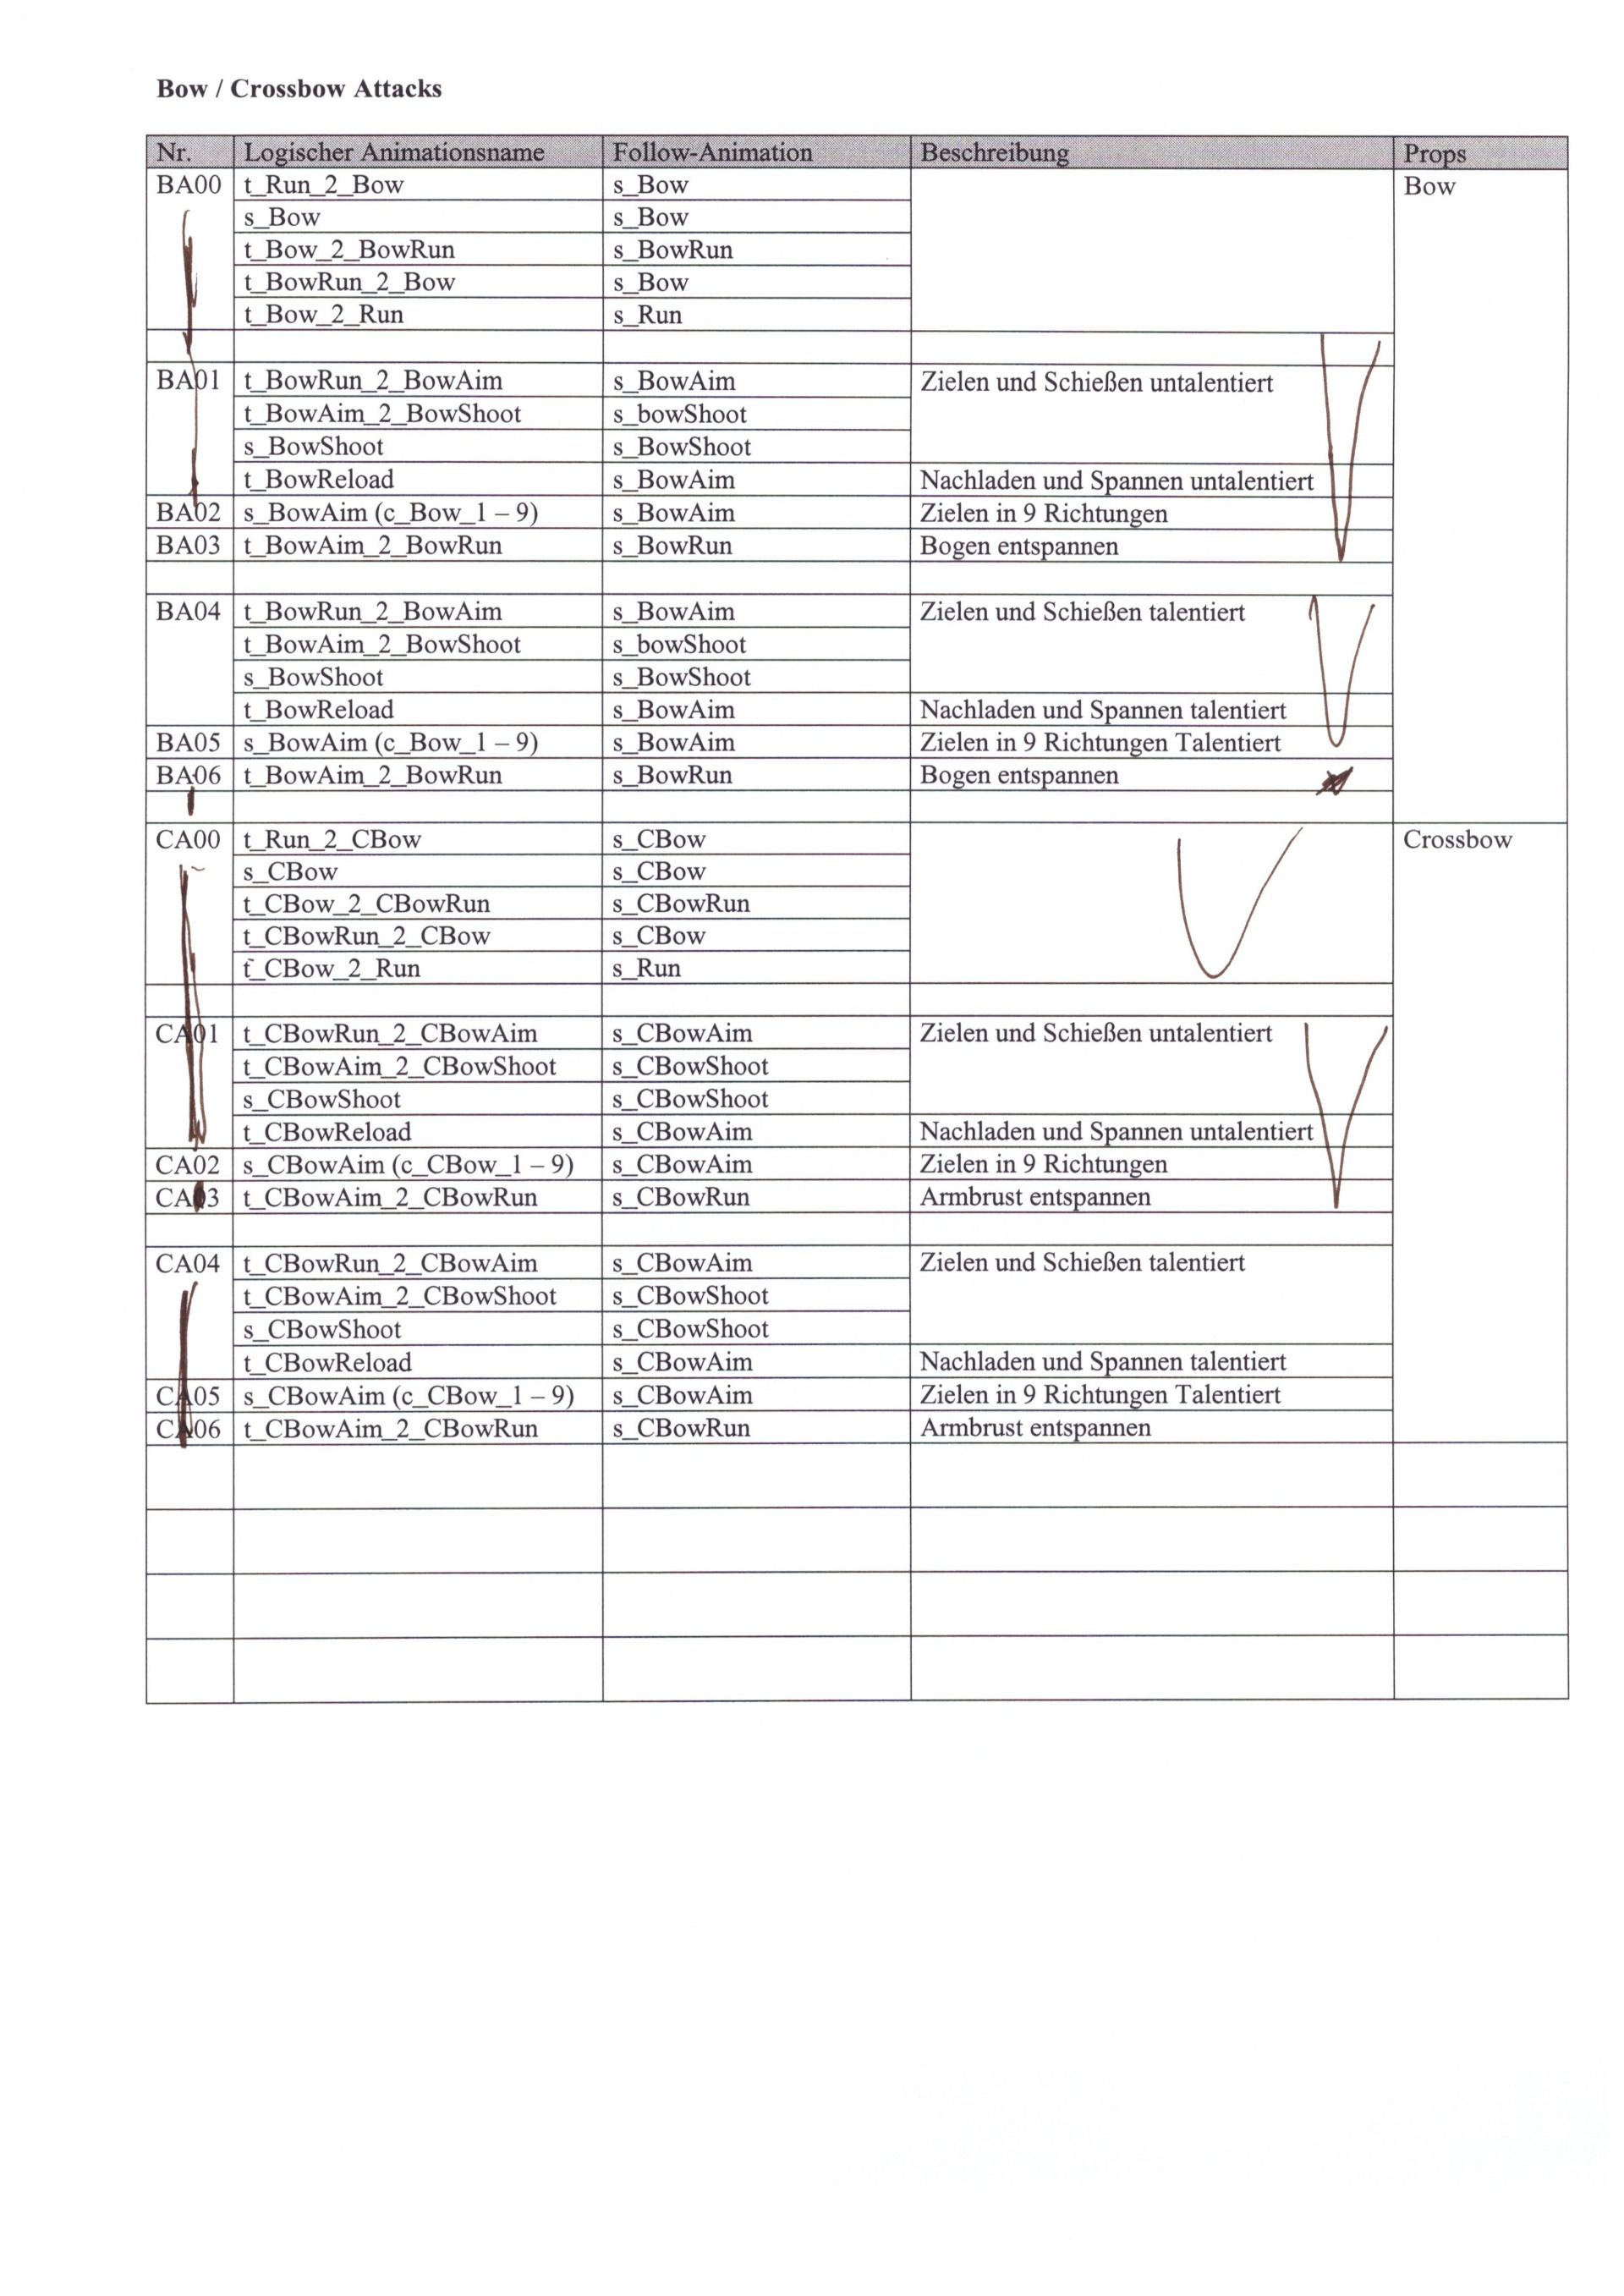 Bow / Crossbow Attacks
Nr. Logischer Animationsname Follow-Animation Beschreibung Props
BA00 t_Run_2_Bow s_Bow Bow
s_Bow s_Bow
t_Bow_2_BowRun s_BowRun
t_BowRun_2_Bow s_Bow
t_Bow_2_Run s_Run
BA01 t_BowRun_2_BowAim s_BowAim Zielen und Schießen untalentiert
t_BowAim_2_BowShoot s_bowShoot
s_BowShoot s_BowShoot
t_BowReload s_BowAim Nachladen und Spannen untalentiert
BA02 s_BowAim (c_Bow_1 – 9) s_BowAim Zielen in 9 Richtungen
BA03 t_BowAim_2_BowRun s_BowRun Bogen entspannen
BA04 t_BowRun_2_BowAim s_BowAim Zielen und Schießen talentiert
t_BowAim_2_BowShoot s_bowShoot
s_BowShoot s_BowShoot
t_BowReload s_BowAim Nachladen und Spannen talentiert
BA05 s_BowAim (c_Bow_1 – 9) s_BowAim Zielen in 9 Richtungen Talentiert
BA06 t_BowAim_2_BowRun s_BowRun Bogen entspannen
CA00 t_Run_2_CBow s_CBow Crossbow
s_CBow s_CBow
t_CBow_2_CBowRun s_CBowRun
t_CBowRun_2_CBow s_CBow
t_CBow_2_Run s_Run
CA01 t_CBowRun_2_CBowAim s_CBowAim Zielen und Schießen untalentiert
t_CBowAim_2_CBowShoot s_CBowShoot
s_CBowShoot s_CBowShoot
t_CBowReload s_CBowAim Nachladen und Spannen untalentiert
CA02 s_CBowAim (c_CBow_1 – 9) s_CBowAim Zielen in 9 Richtungen
CA03 t_CBowAim_2_CBowRun s_CBowRun Armbrust entspannen
CA04 t_CBowRun_2_CBowAim s_CBowAim Zielen und Schießen talentiert
t_CBowAim_2_CBowShoot s_CBowShoot
s_CBowShoot s_CBowShoot
t_CBowReload s_CBowAim Nachladen und Spannen talentiert
CA05 s_CBowAim (c_CBow_1 – 9) s_CBowAim Zielen in 9 Richtungen Talentiert
CA06 t_CBowAim_2_CBowRun s_CBowRun Armbrust entspannen